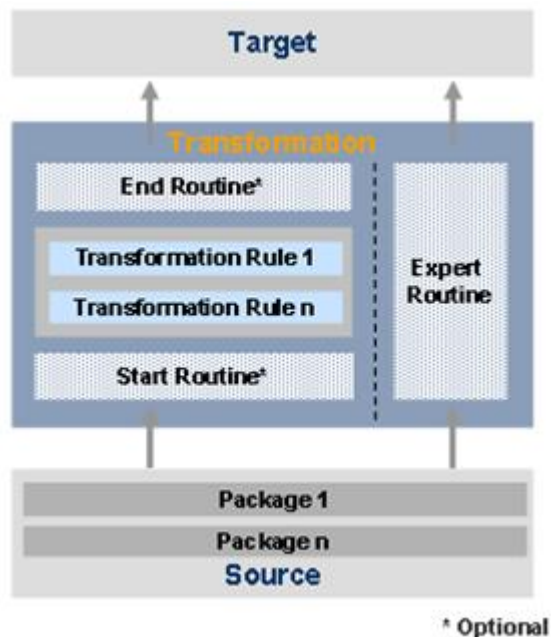 Target
Transformation
End Routine*
Transformation Rule 1
Transformation Rule n
Start Routine*
Expert
Routine
Package 1
Package n
Source
* Optional